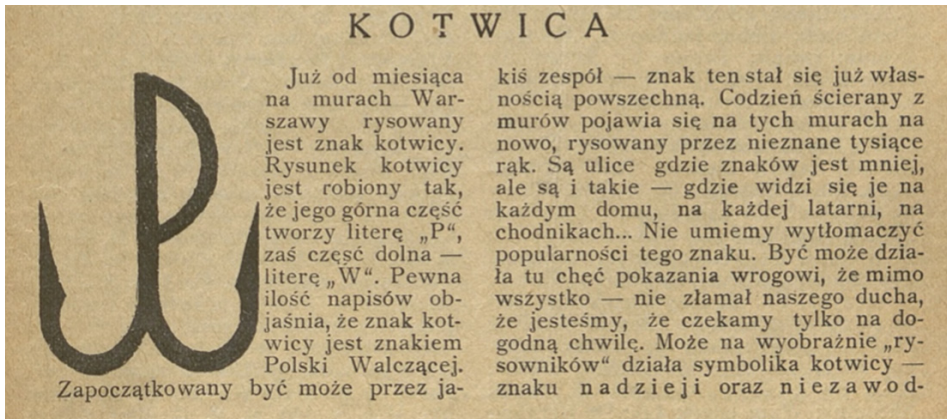 KOTWICA
Już od miesiąca
na murach War-
szawy rysowany
jest znak kotwicy.
Rysunek kotwicy
jest robiony tak,
że jego górna część
tworzy literę „P“,
zaś część dolna —
literę „W“. Pewna
ilość napisów ob-
jaśnia, że znak kot-
wicy jest znakiem
Polski Walczącej.
Zapoczątkowany być może przez ja-
kiś zespół — znak ten stał się już włas-
nością powszechną. Codzień ścierany z
murów pojawia się na tych murach na
nowo, rysowany przez nieznane tysiące
rąk. Są ulice gdzie znaków jest mniej,
ale są i takie — gdzie widzi się je na
każdym domu, na każdej latarni, na
chodnikach... Nie umiemy wytłomaczyć
popularności tego znaku. Być może dzia-
ła tu chęć pokazania wrogowi, że mimo
wszystko — nie złamał naszego ducha,
że jesteśmy, że czekamy tylko na do-
godną chwilę. Może na wyobraźnie „ry-
sowników“ działa symbolika kotwicy —
znaku nadzieji oraz niezawod-